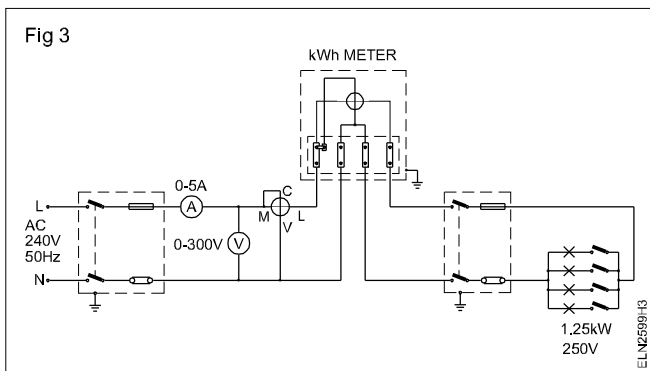 Fig 3
kWh METER
0-5A
L
A
M
C
L
V
AC
240V
50Hz
0-300V
V
N
1.25kW
250V
ELN2599H3